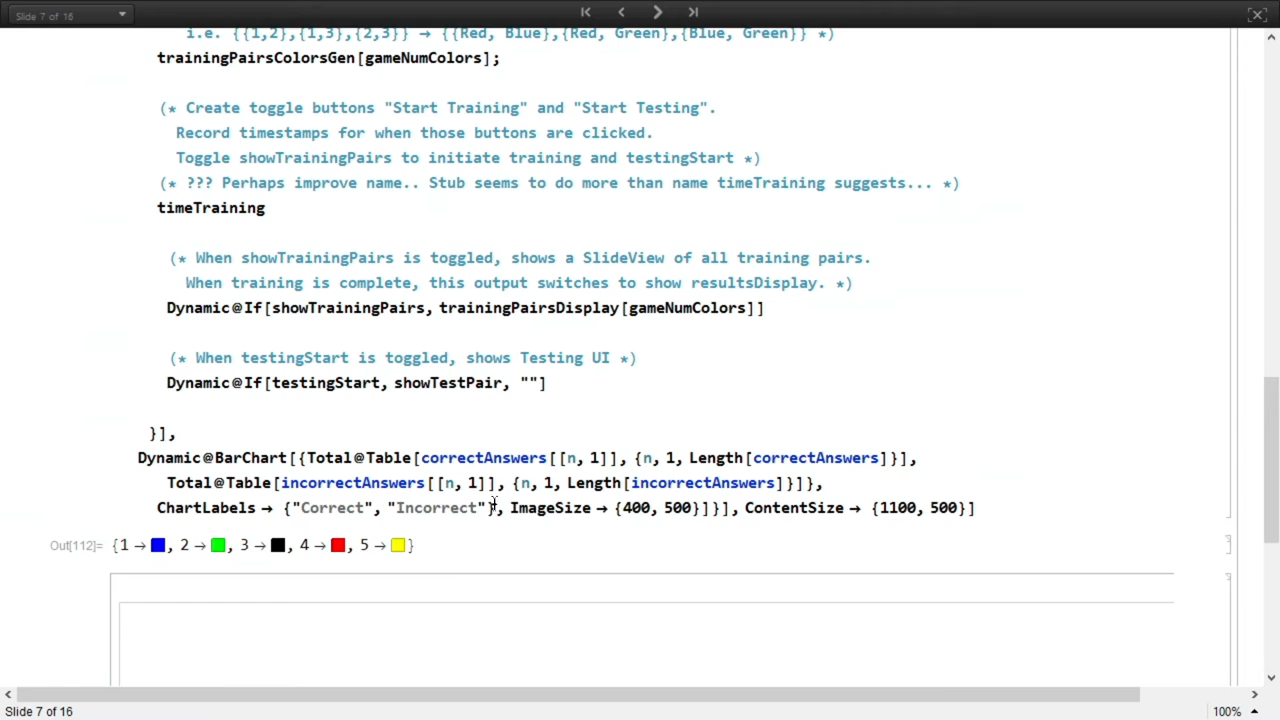 Slide 7 of 16
i.e. {{1,2},{1,3},{2,3}} → {{Red, Blue},{Red, Green},{Blue, Green}} *)
trainingPairsColorsGen[gameNumColors];
(* Create toggle buttons "Start Training" and "Start Testing".
Record timestamps for when those buttons are clicked.
Toggle showTrainingPairs to initiate training and testingStart *)
(* ??? Perhaps improve name.. Stub seems to do more than name timeTraining suggests... *)
timeTraining
(* When showTrainingPairs is toggled, shows a SlideView of all training pairs.
When training is complete, this output switches to show resultsDisplay. *)
Dynamic@If[showTrainingPairs, trainingPairsDisplay[gameNumColors]]
(* When testingStart is toggled, shows Testing UI *)
Dynamic@If[testingStart, showTestPair, ""]
}],
Dynamic@BarChart[{Total@Table[correctAnswers[[n, 1]], {n, 1, Length[correctAnswers]}],
Total@Table[incorrectAnswers[[n, 1]], {n, 1, Length[incorrectAnswers]}]},
ChartLabels → {"Correct", "Incorrect"}, ImageSize → {400, 500}]}], ContentSize → {1100, 500}]
Out[112]= {1 → , 2 → , 3 → , 4 → , 5 → }
Slide 7 of 16
100%